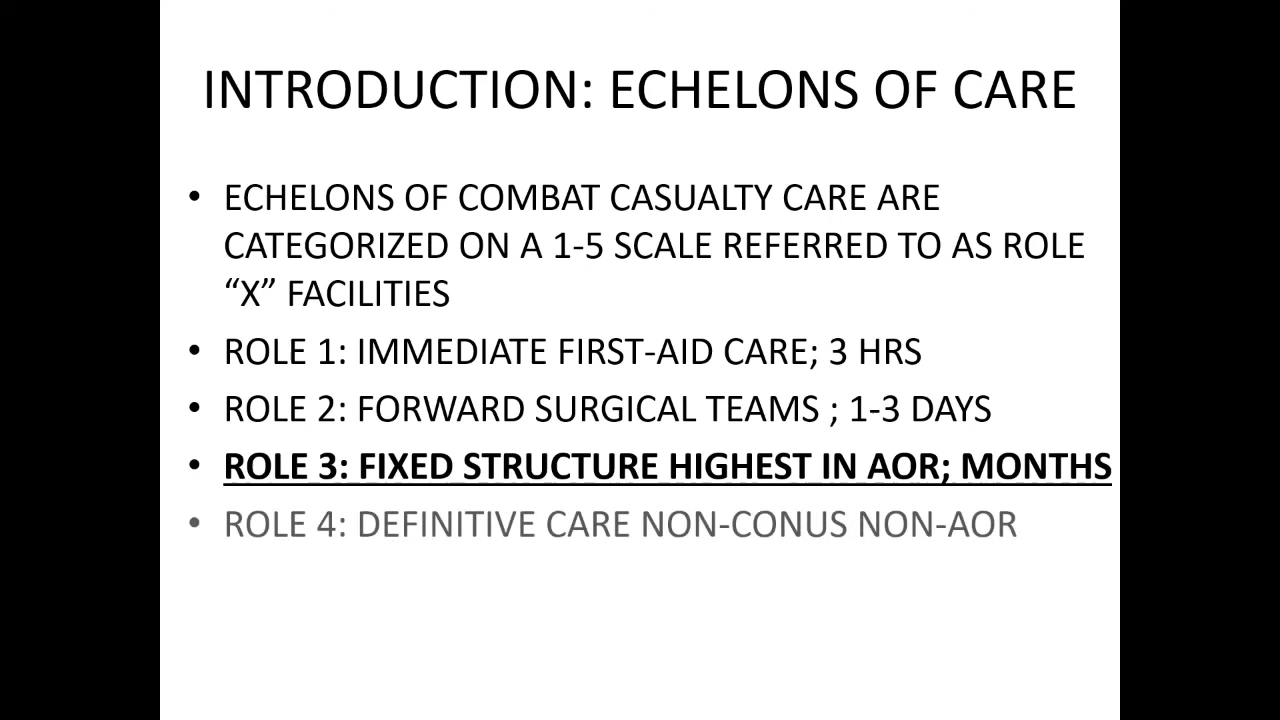 INTRODUCTION: ECHELONS OF CARE
• ECHELONS OF COMBAT CASUALTY CARE ARE
CATEGORIZED ON A 1-5 SCALE REFERRED TO AS ROLE
“X” FACILITIES
• ROLE 1: IMMEDIATE FIRST-AID CARE; 3 HRS
• ROLE 2: FORWARD SURGICAL TEAMS ; 1-3 DAYS
• ROLE 3: FIXED STRUCTURE HIGHEST IN AOR; MONTHS
• ROLE 4: DEFINITIVE CARE NON-CONUS NON-AOR